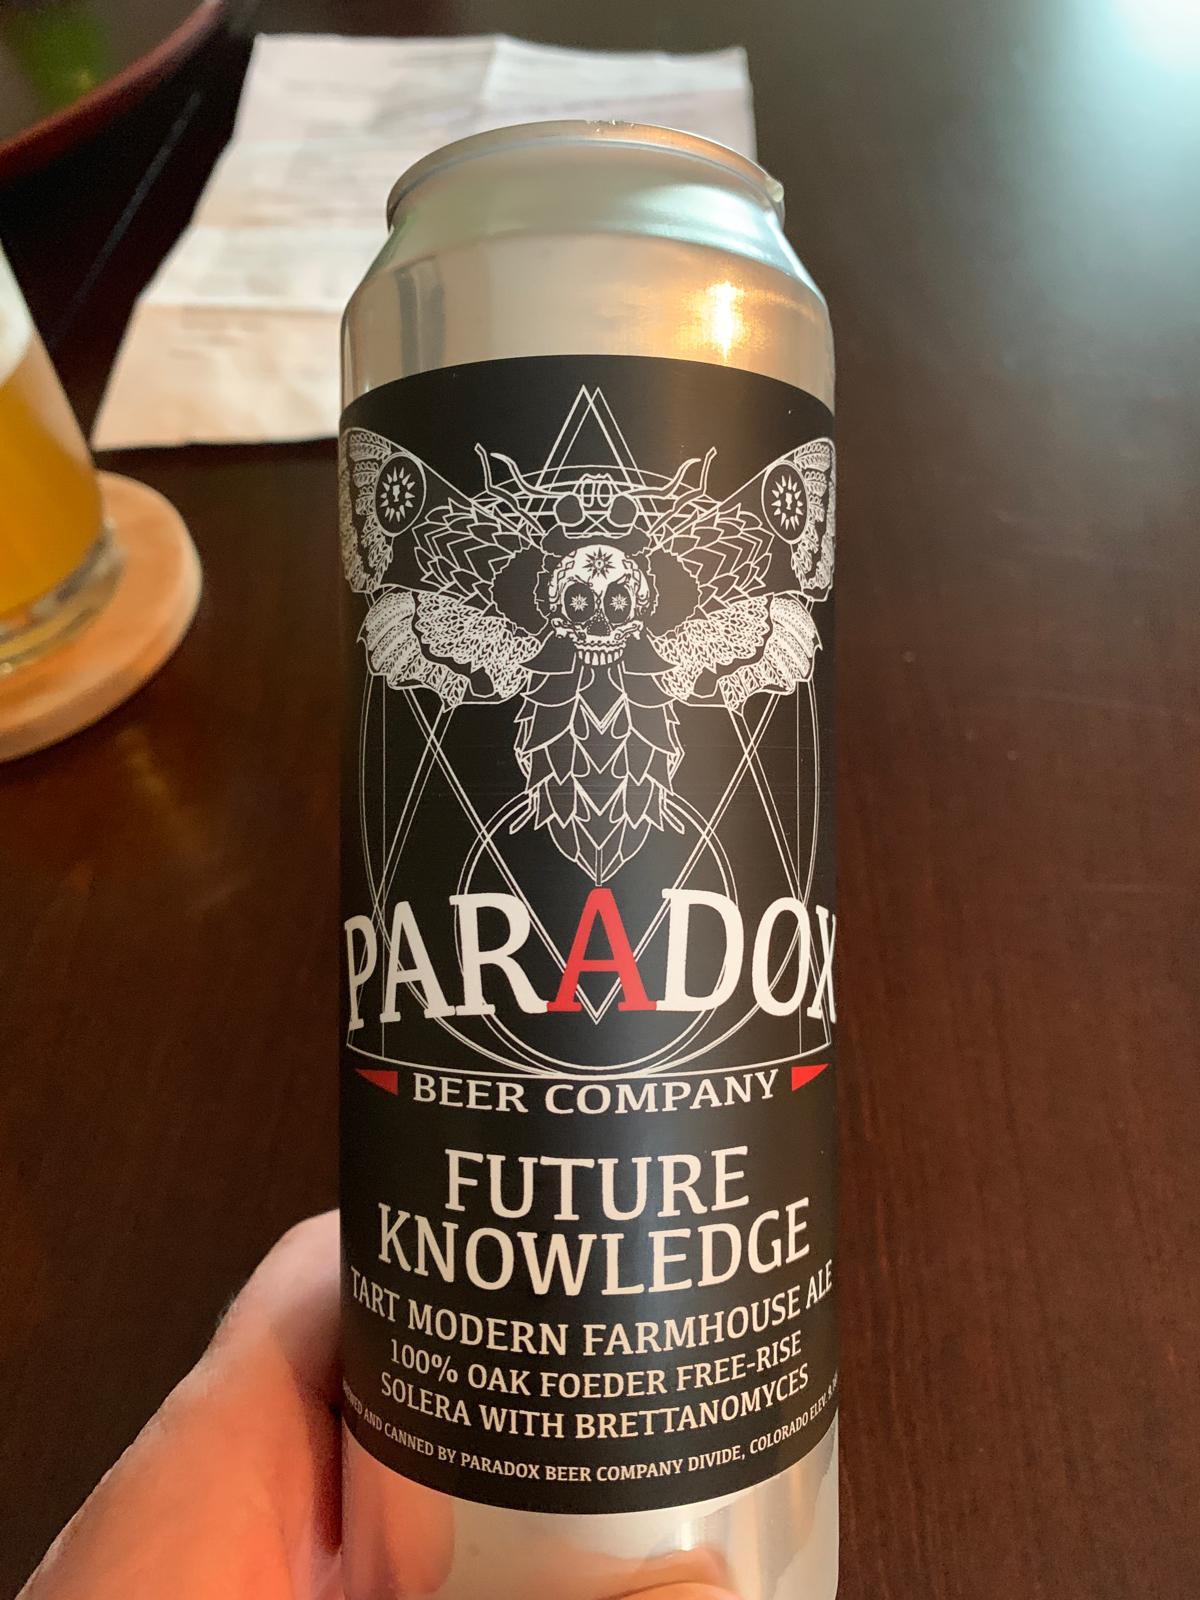 PARADOX
BEER COMPANY
FUTURE
KNOWLEDGE
TART MODERN FARMHOUSE ALE
100% OAK FOEDER FREE-RISE
SOLERA WITH BRETTANOMYCES
AND CANNED BY PARADOX BEER COMPANY DIVIDE, COLORADO ELEV.